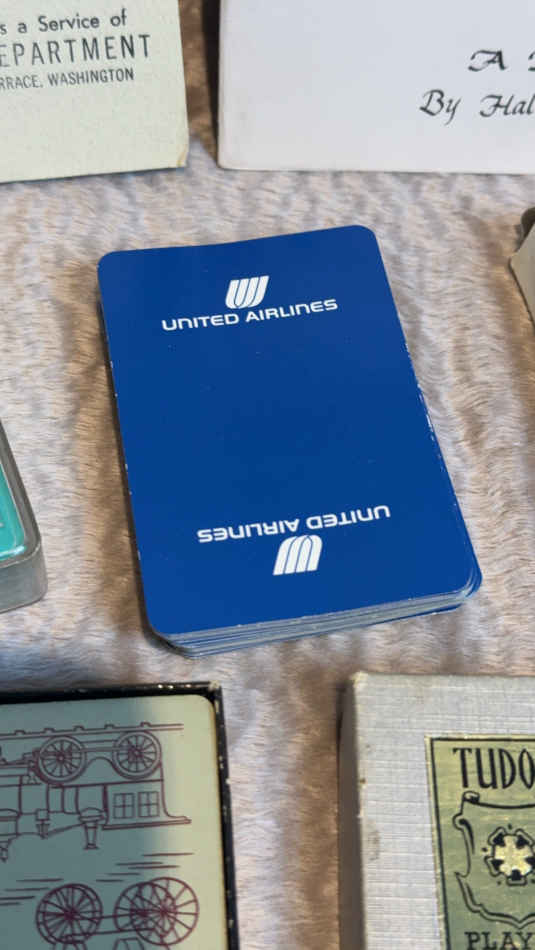 s a Service of
EPARTMENT
RRACE, WASHINGTON
A
By Hal
UNITED AIRLINES
UNITED AIRLINES
TUDO
PLAY